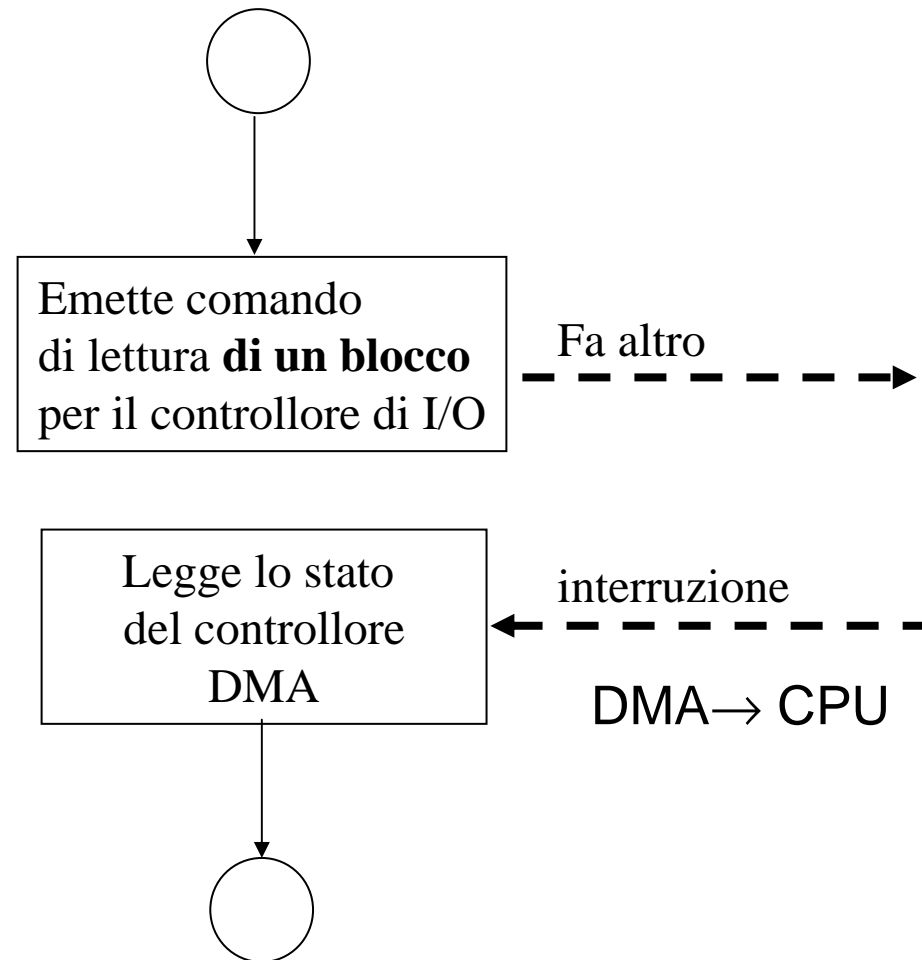 Emette comando
di lettura di un blocco
per il controllore di I/O
Fa altro
Legge lo stato
del controllore
DMA
interruzione
DMA→ CPU